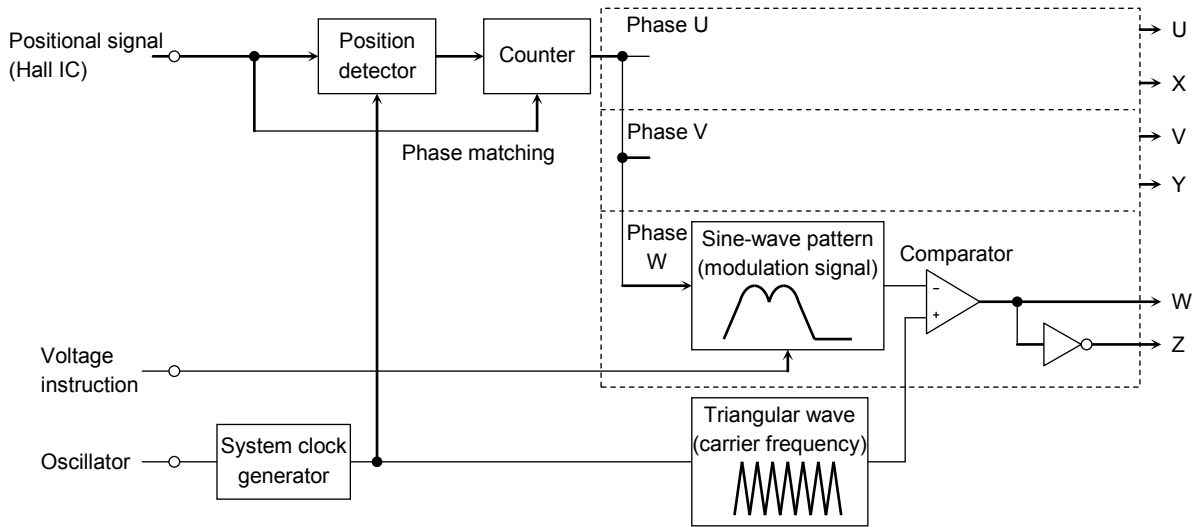 Positional signal
(Hall IC)
Position
detector
Counter
Phase matching
Phase U
U
X
Phase V
V
Y
Phase
W
Sine-wave pattern
(modulation signal)
Comparator
−
+
W
Z
Voltage
instruction
Oscillator
System clock
generator
Triangular wave
(carrier frequency)